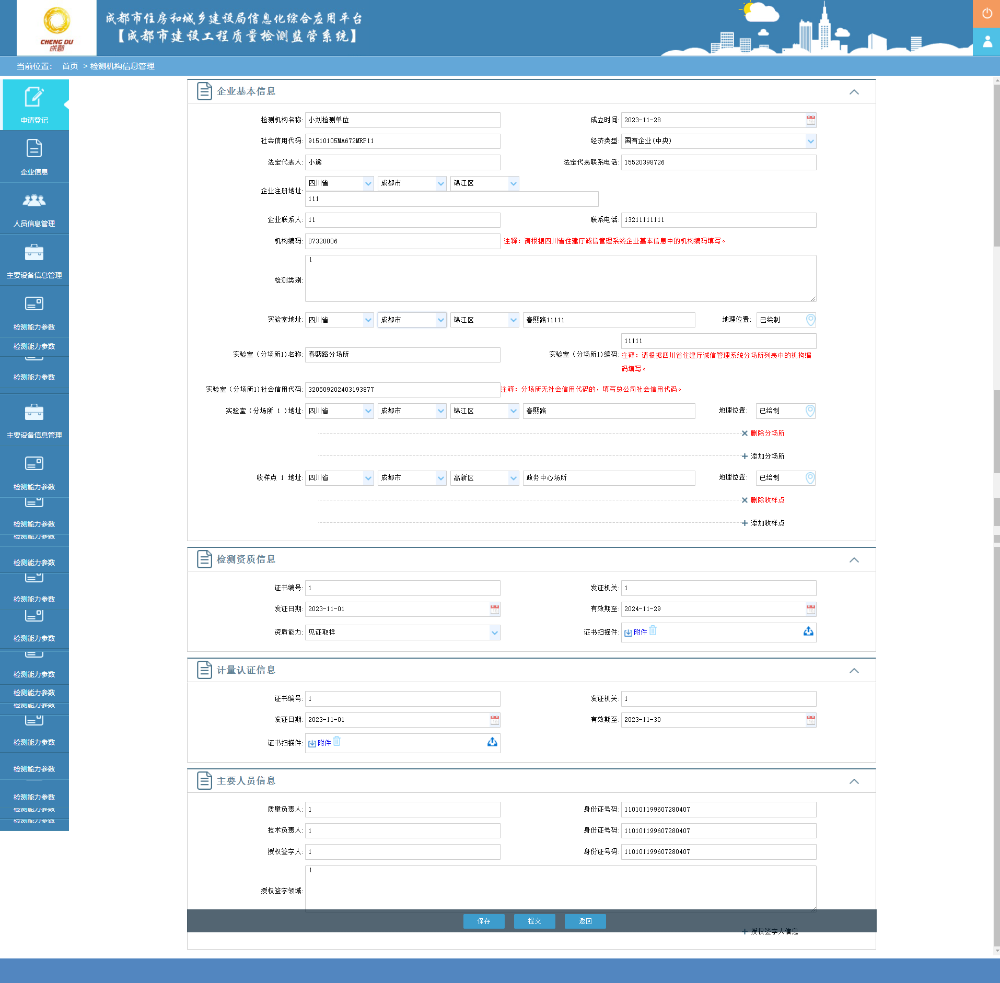 成都市住房和城乡建设局信息化综合应用平台
【成都市建设工程质量检测监管系统】
CHENG DU
成都
当前位置： 首页 > 检测机构信息管理
申请登记
企业信息
人员信息管理
主要设备信息管理
检测能力参数
检测能力参数
检测能力参数
主要设备信息管理
检测能力参数
检测能力参数
检测能力参数
检测能力参数
检测能力参数
检测能力参数
检测能力参数
检测能力参数
检测能力参数
检测能力参数
检测能力参数
检测能力参数
检测能力参数
检测能力参数
企业基本信息
检测机构名称: 小刘检测单位 成立时间: 2023-11-28
社会信用代码: 91510105MA672MRP11 经济类型: 国有企业(中央)
法定代表人: 小熊 法定代表联系电话: 15520398726
企业注册地址: 四川省 成都市 锦江区
111
企业联系人: 11 联系电话: 13211111111
机构编码: 07320006 注释：请根据四川省住建厅诚信管理系统企业基本信息中的机构编码填写。
检测类别: 1
实验室地址: 四川省 成都市 锦江区 春熙路11111 地理位置: 已绘制
实验室（分场所1)名称: 春熙路分场所 实验室（分场所1)编码: 11111
注释：请根据四川省住建厅诚信管理系统分场所列表中的机构编
码填写。
实验室（分场所1)社会信用代码: 320509202403193877 注释：分场所无社会信用代码的，填写总公司社会信用代码。
实验室（分场所 1 )地址: 四川省 成都市 锦江区 春熙路 地理位置: 已绘制
删除分场所
添加分场所
收样点 1 地址: 四川省 成都市 高新区 政务中心场所 地理位置: 已绘制
删除收样点
添加收样点
检测资质信息
证书编号: 1 发证机关: 1
发证日期: 2023-11-01 有效期至: 2024-11-29
资质能力: 见证取样 证书扫描件: 附件
计量认证信息
证书编号: 1 发证机关: 1
发证日期: 2023-11-01 有效期至: 2023-11-30
证书扫描件: 附件
主要人员信息
质量负责人: 1 身份证号码: 110101199607280407
技术负责人: 1 身份证号码: 110101199607280407
授权签字人: 1 身份证号码: 110101199607280407
授权签字领域: 1
保存 提交 返回
授权签字人信息